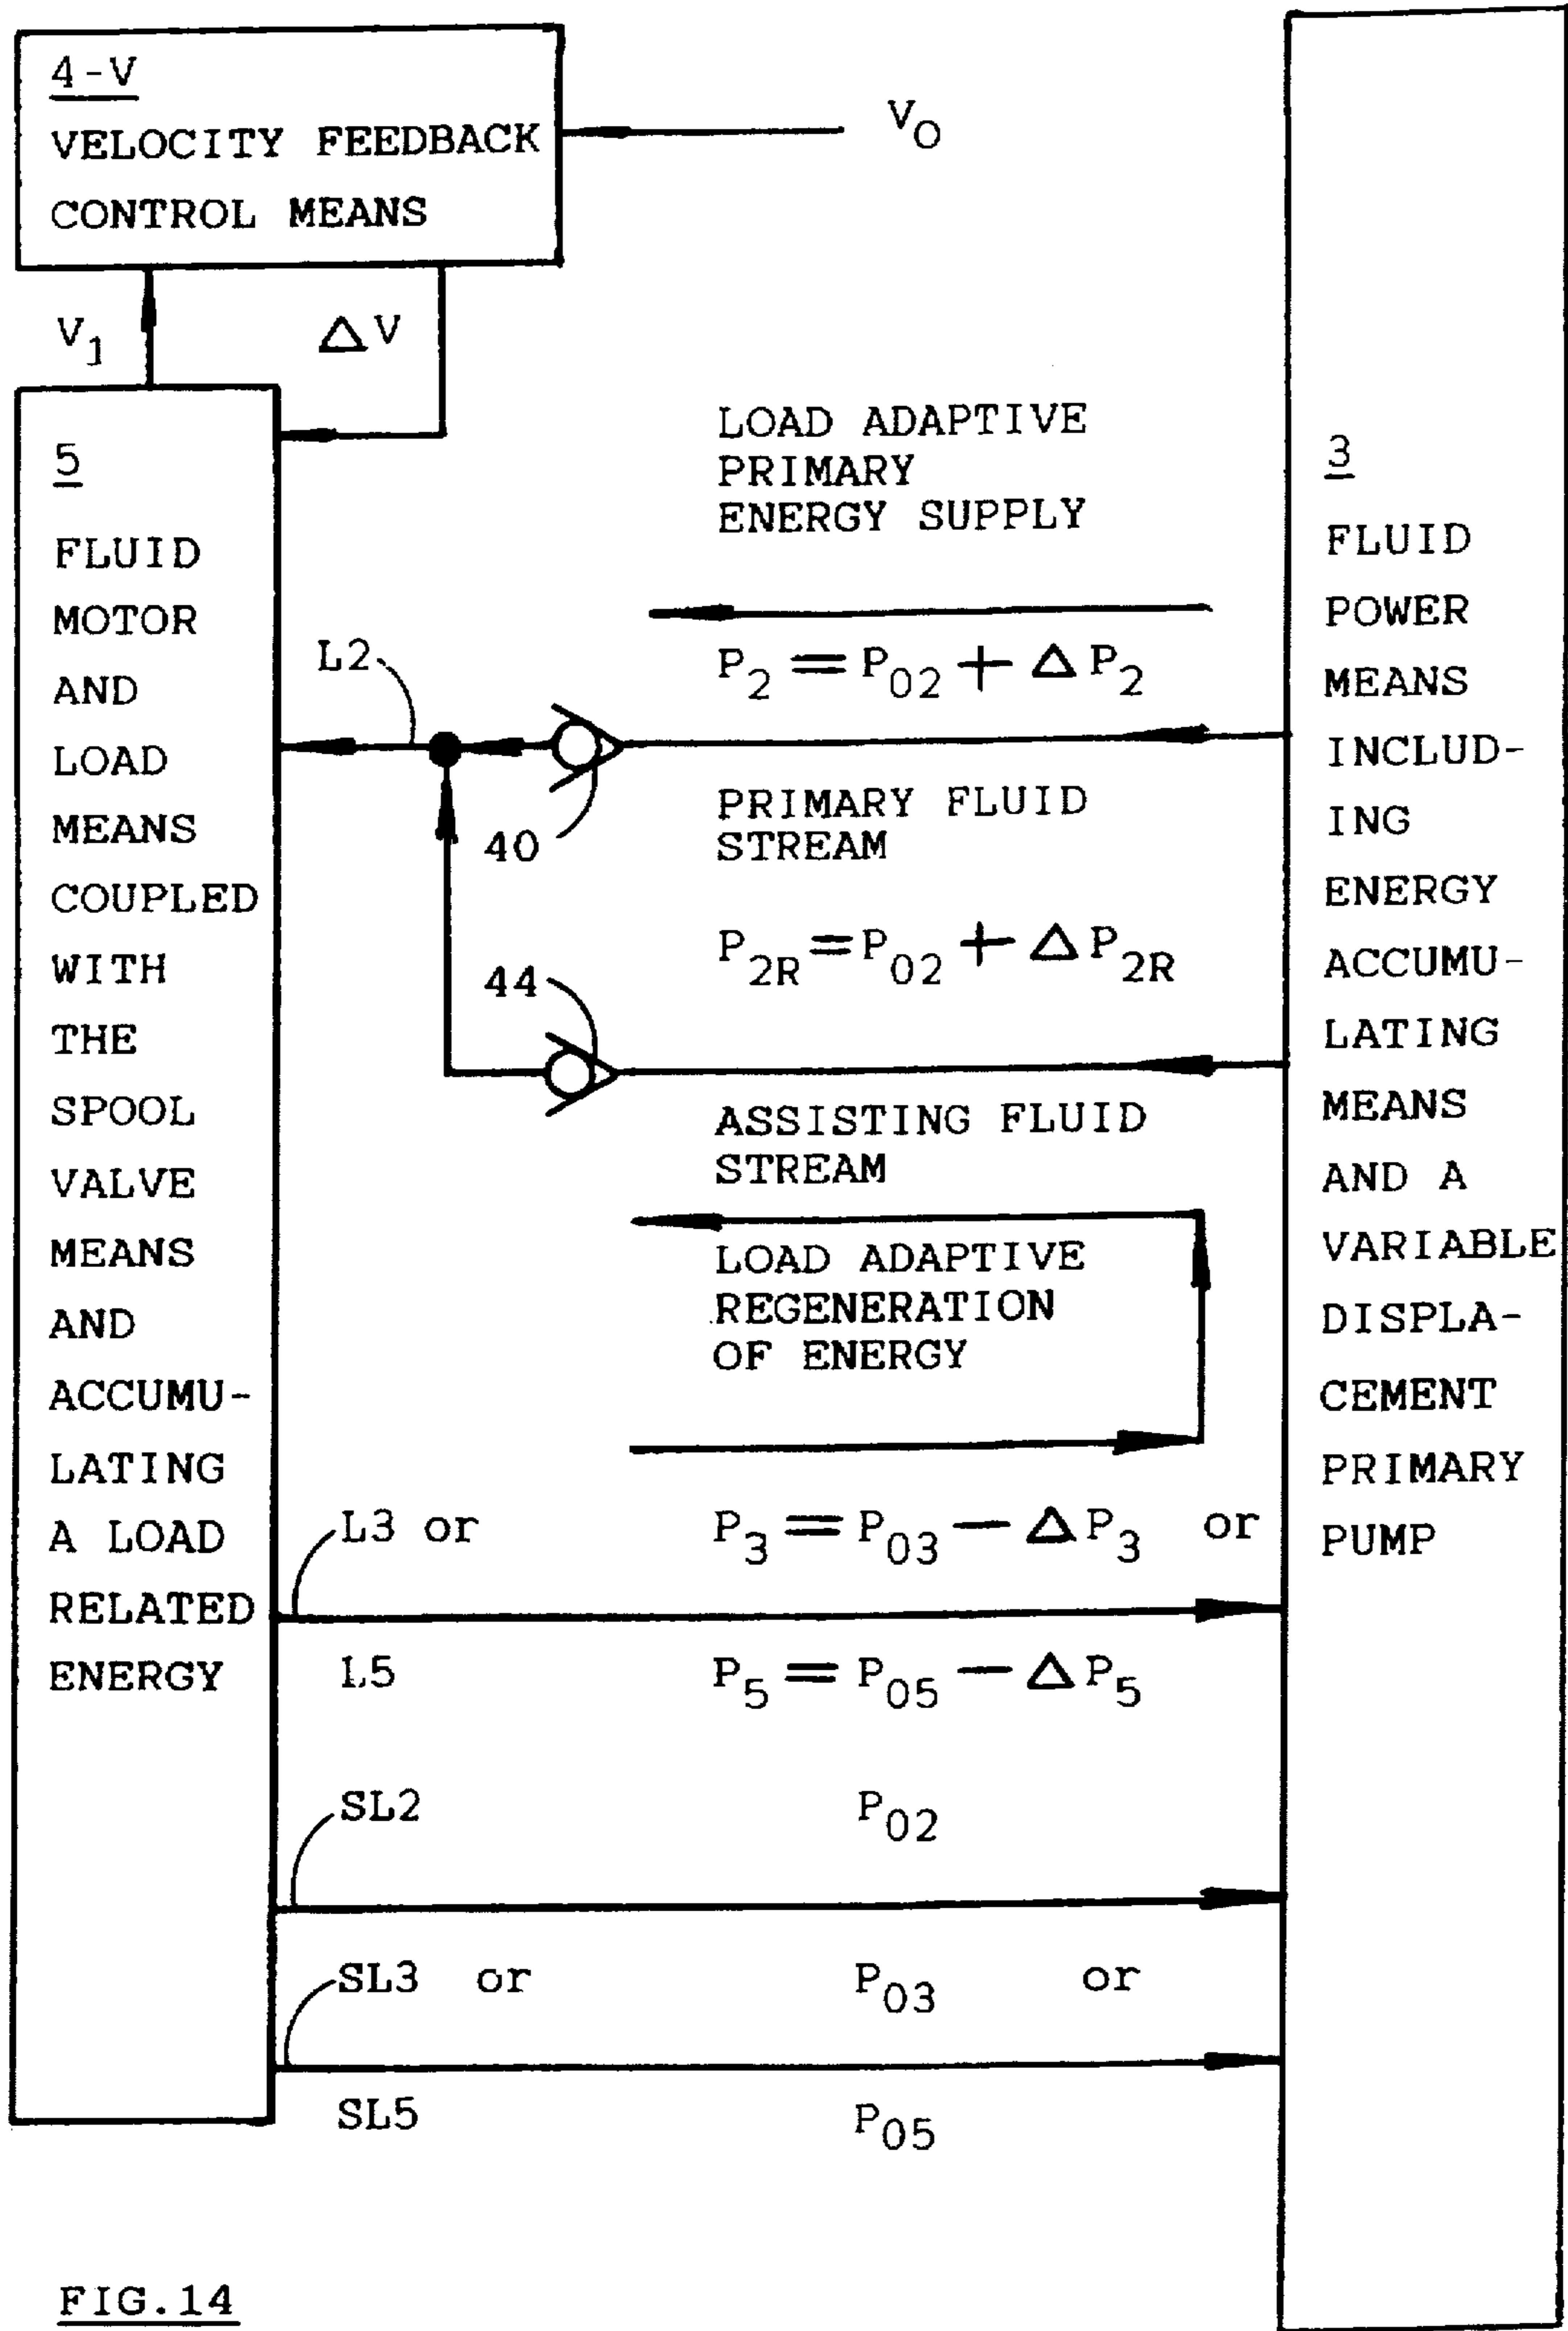 4-V
VELOCITY FEEDBACK
CONTROL MEANS
V₀
V₁
ΔV
5
FLUID
MOTOR
AND
LOAD
MEANS
COUPLED
WITH
THE
SPOOL
VALVE
MEANS
AND
ACCUMU-
LATING
A LOAD
RELATED
ENERGY
LOAD ADAPTIVE
PRIMARY
ENERGY SUPPLY
L2
P₂ = P₀₂ + ΔP₂
40
PRIMARY FLUID
STREAM
P₂R = P₀₂ + ΔP₂R
44
ASSISTING FLUID
STREAM
LOAD ADAPTIVE
REGENERATION
OF ENERGY
L3 or
P₃ = P₀₃ − ΔP₃ or
L5
P₅ = P₀₅ − ΔP₅
SL2
P₀₂
SL3 or
P₀₃ or
SL5
P₀₅
3
FLUID
POWER
MEANS
INCLUD-
ING
ENERGY
ACCUMU-
LATING
MEANS
AND A
VARIABLE
DISPLA-
CEMENT
PRIMARY
PUMP
FIG.14